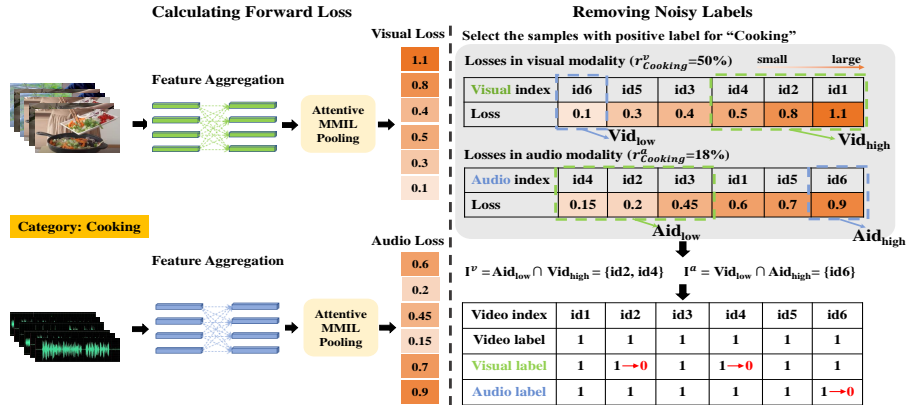 Calculating Forward Loss
Visual Loss
Feature Aggregation
Attentive
MMIL
Pooling
1.1
0.8
0.4
0.5
0.3
0.1
Category: Cooking
Audio Loss
Feature Aggregation
Attentive
MMIL
Pooling
0.6
0.2
0.45
0.15
0.7
0.9
Removing Noisy Labels
Select the samples with positive label for “Cooking”
Losses in visual modality (r^v_Cooking=50%) small large
Visual index id6 id5 id3 id4 id2 id1
Loss 0.1 0.3 0.4 0.5 0.8 1.1
Vid_low Vid_high
Losses in audio modality (r^a_Cooking=18%)
Audio index id4 id2 id3 id1 id5 id6
Loss 0.15 0.2 0.45 0.6 0.7 0.9
Aid_low Aid_high
I^v = Aid_low ∩ Vid_high = {id2, id4} I^a = Vid_low ∩ Aid_high = {id6}
Video index id1 id2 id3 id4 id5 id6
Video label 1 1 1 1 1 1
Visual label 1 1→0 1 1→0 1 1
Audio label 1 1 1 1 1 1→0